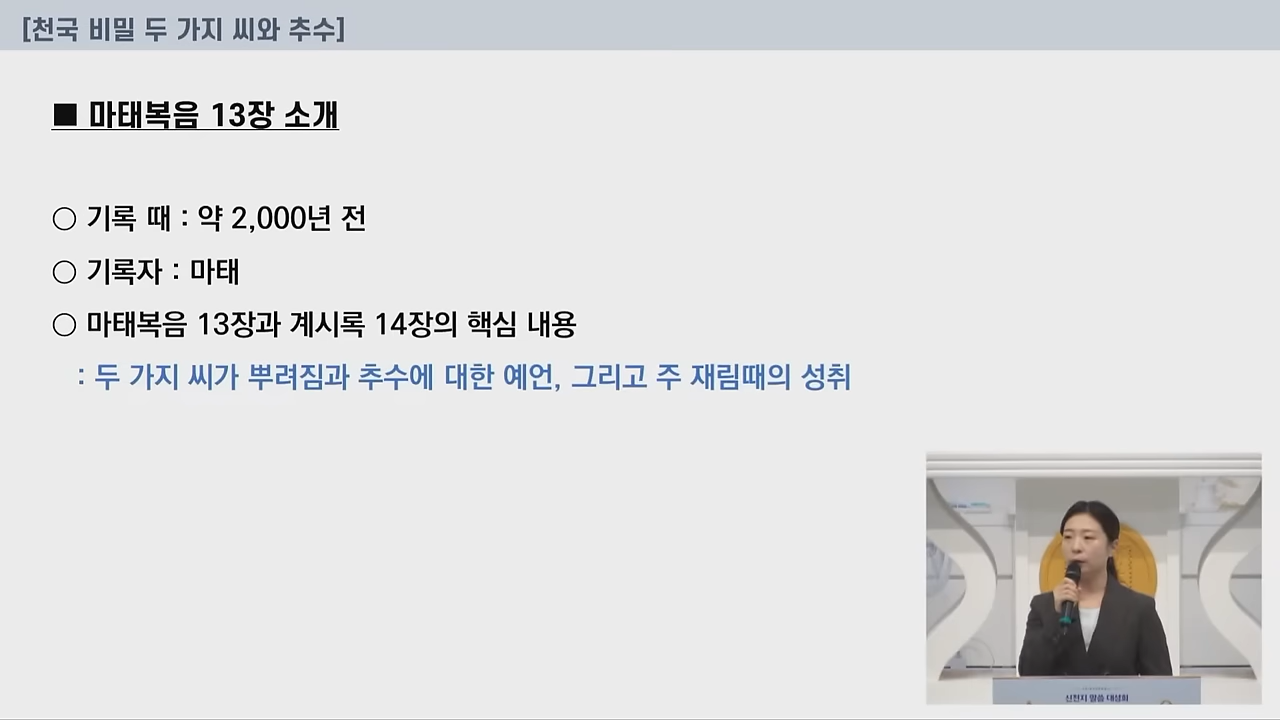 [천국 비밀 두 가지 씨와 추수]
■ 마태복음 13장 소개
○ 기록 때 : 약 2,000년 전
○ 기록자 : 마태
○ 마태복음 13장과 계시록 14장의 핵심 내용
: 두 가지 씨가 뿌려짐과 추수에 대한 예언, 그리고 주 재림때의 성취
신천지 말씀 대성회